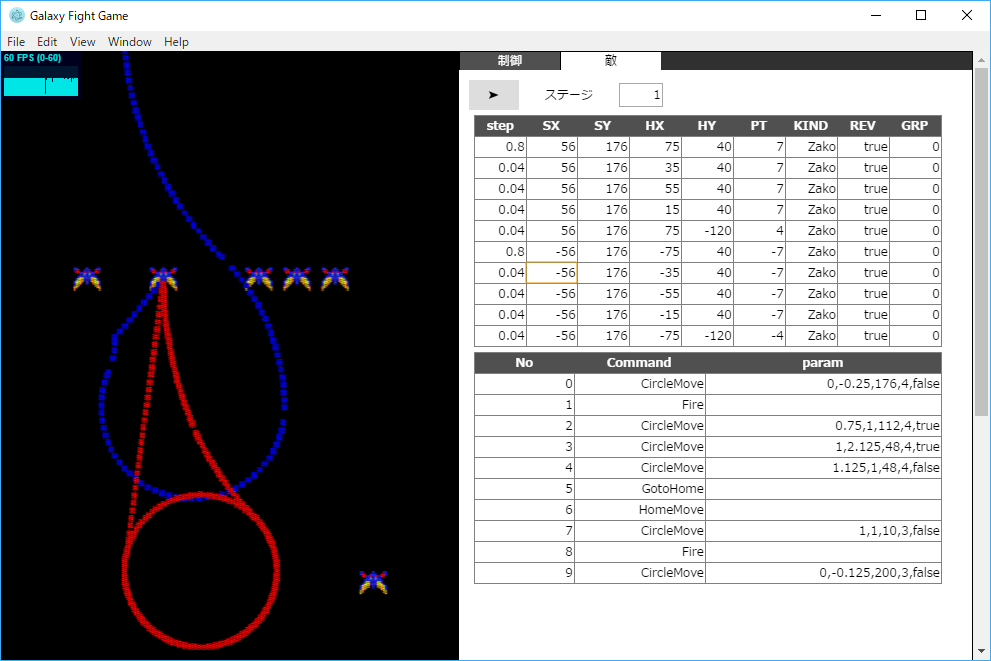 Galaxy Fight Game
File Edit View Window Help
60 FPS (0-60)
制御 敵
➤ ステージ 1
step SX SY HX HY PT KIND REV GRP
0.8 56 176 75 40 7 Zako true 0
0.04 56 176 35 40 7 Zako true 0
0.04 56 176 55 40 7 Zako true 0
0.04 56 176 15 40 7 Zako true 0
0.04 56 176 75 -120 4 Zako true 0
0.8 -56 176 -75 40 -7 Zako true 0
0.04 -56 176 -35 40 -7 Zako true 0
0.04 -56 176 -55 40 -7 Zako true 0
0.04 -56 176 -15 40 -7 Zako true 0
0.04 -56 176 -75 -120 -4 Zako true 0
No Command param
0 CircleMove 0,-0.25,176,4,false
1 Fire
2 CircleMove 0.75,1,112,4,true
3 CircleMove 1,2.125,48,4,true
4 CircleMove 1.125,1,48,4,false
5 GotoHome
6 HomeMove
7 CircleMove 1,1,10,3,false
8 Fire
9 CircleMove 0,-0.125,200,3,false